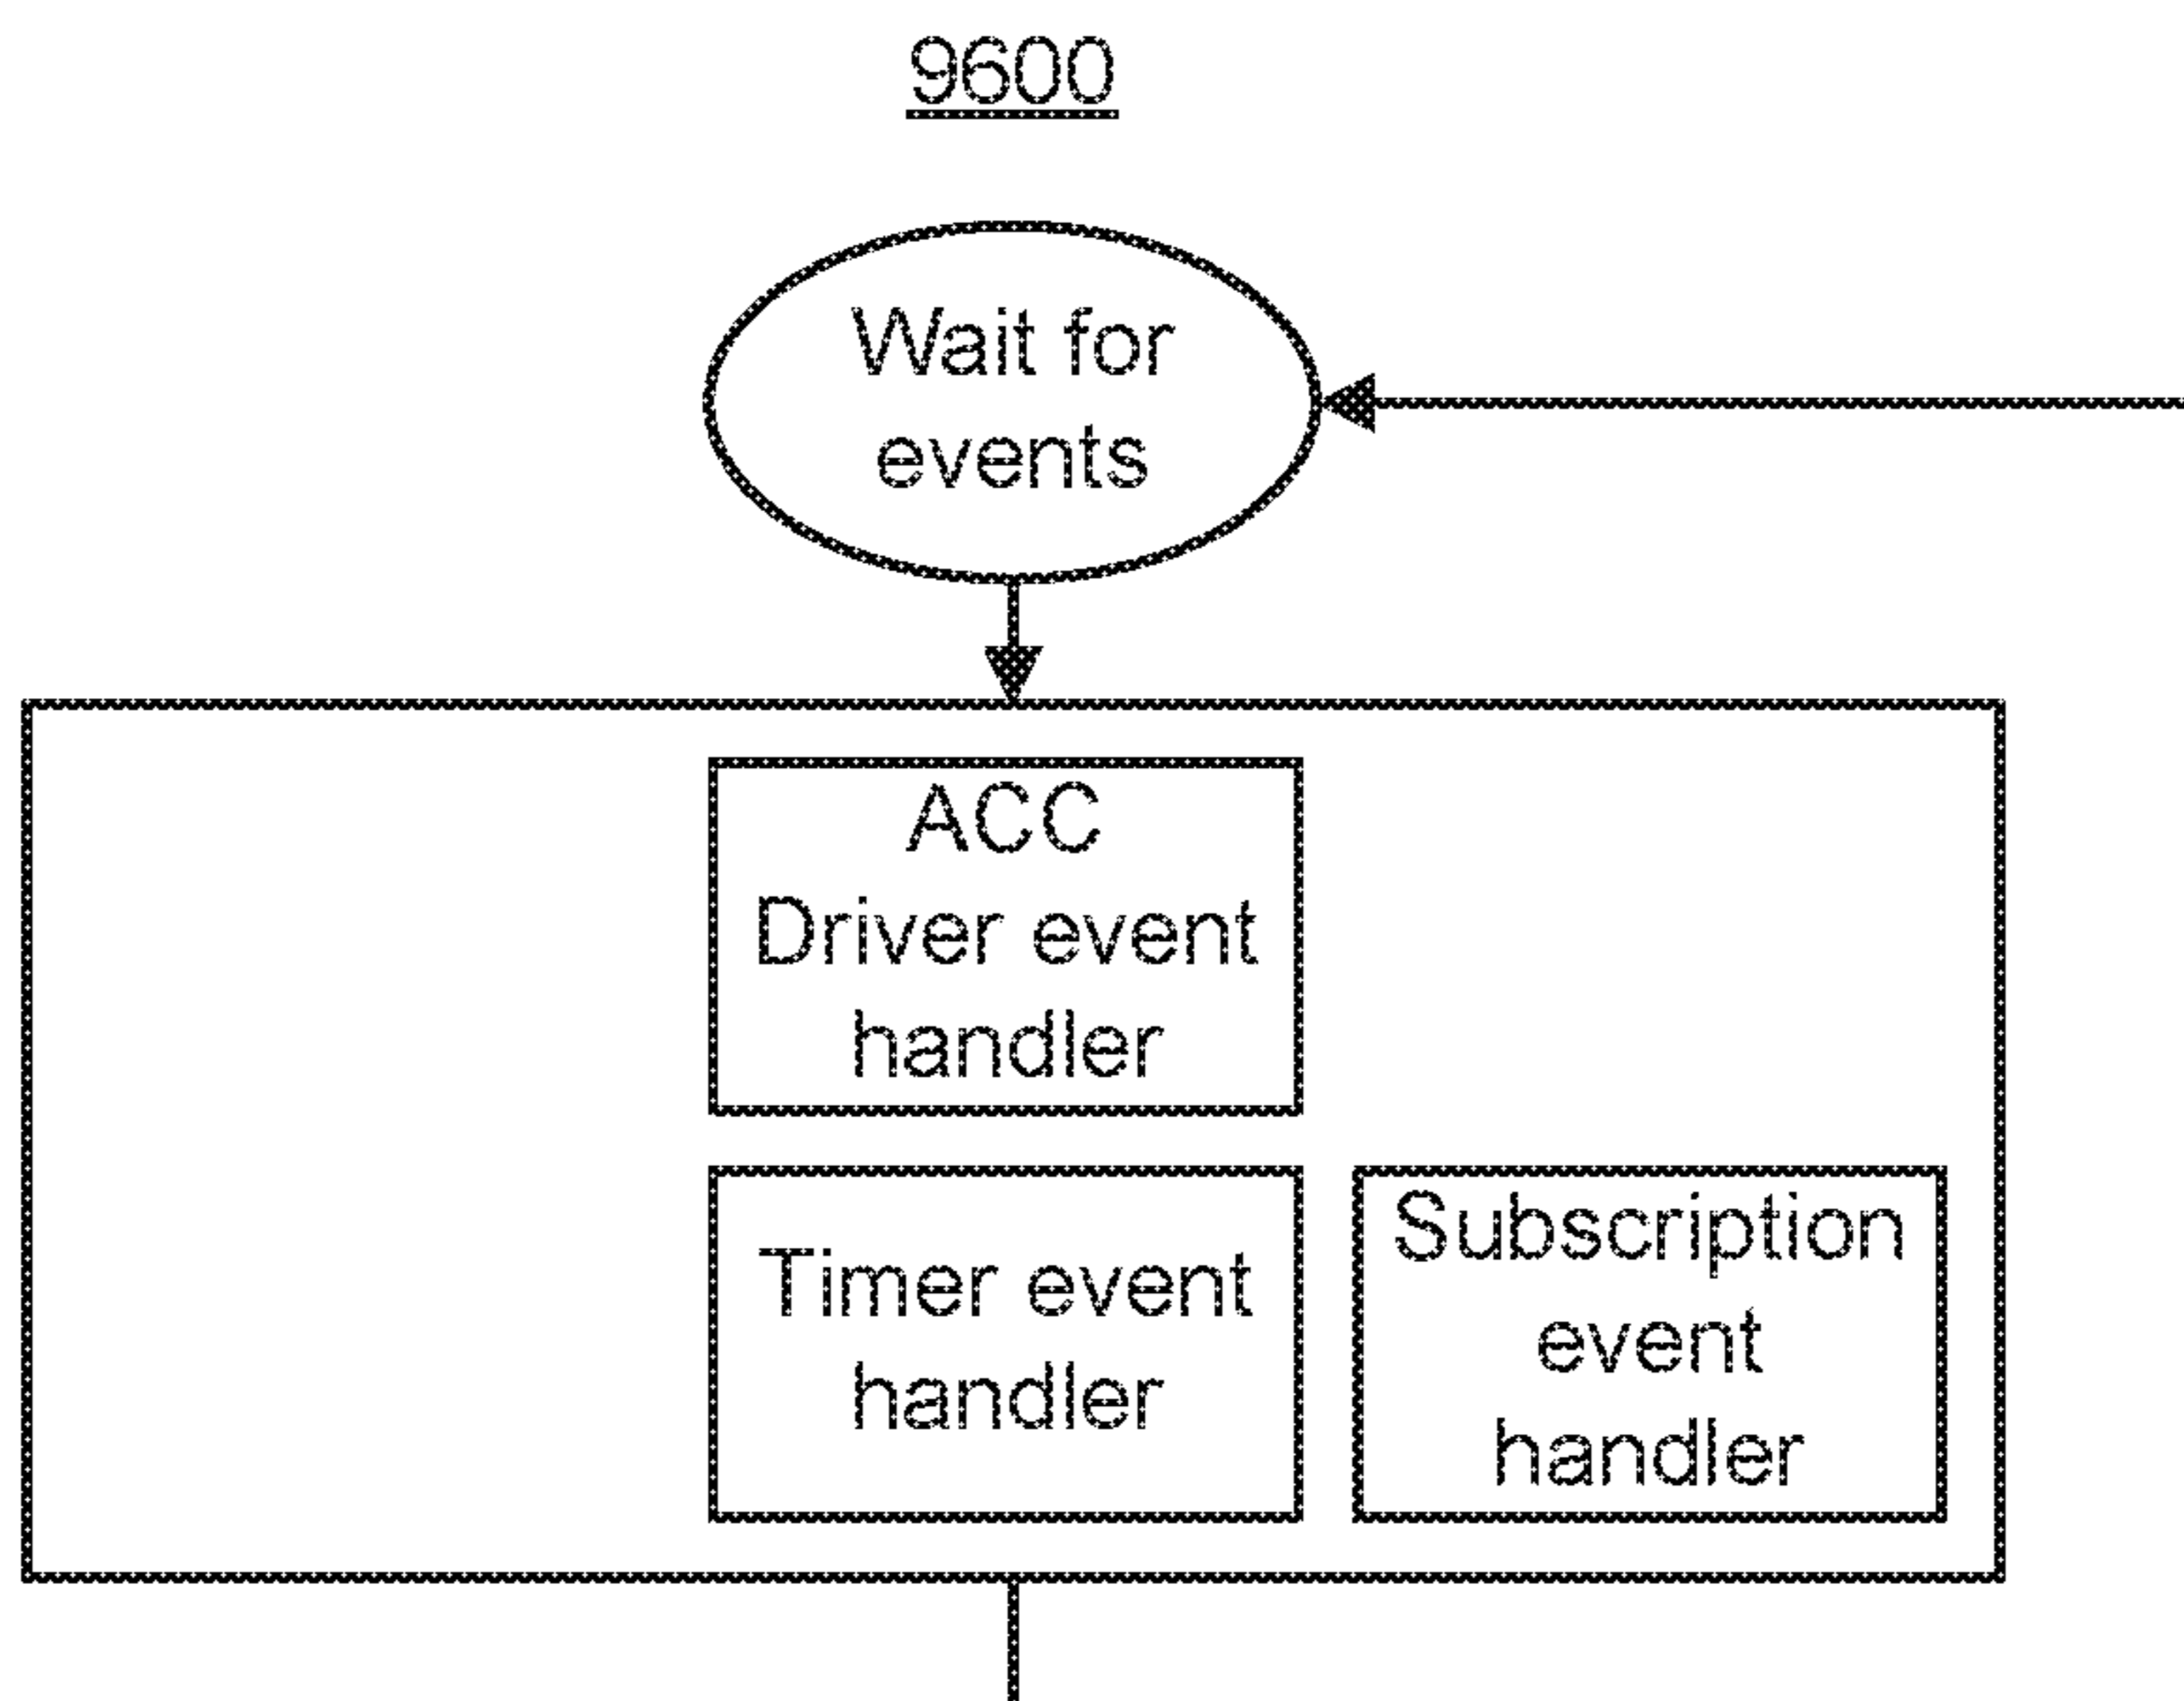 9600
Wait for
events
ACC
Driver event
handler
Timer event
handler
Subscription
event
handler